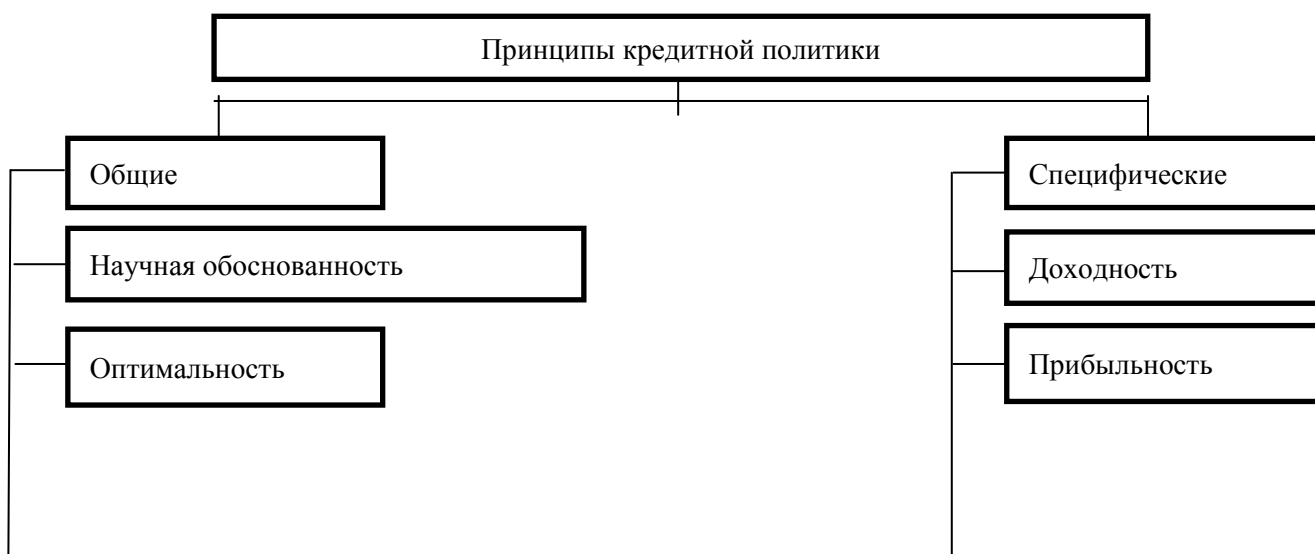 Принципы кредитной политики
Общие
Специфические
Научная обоснованность
Доходность
Оптимальность
Прибыльность